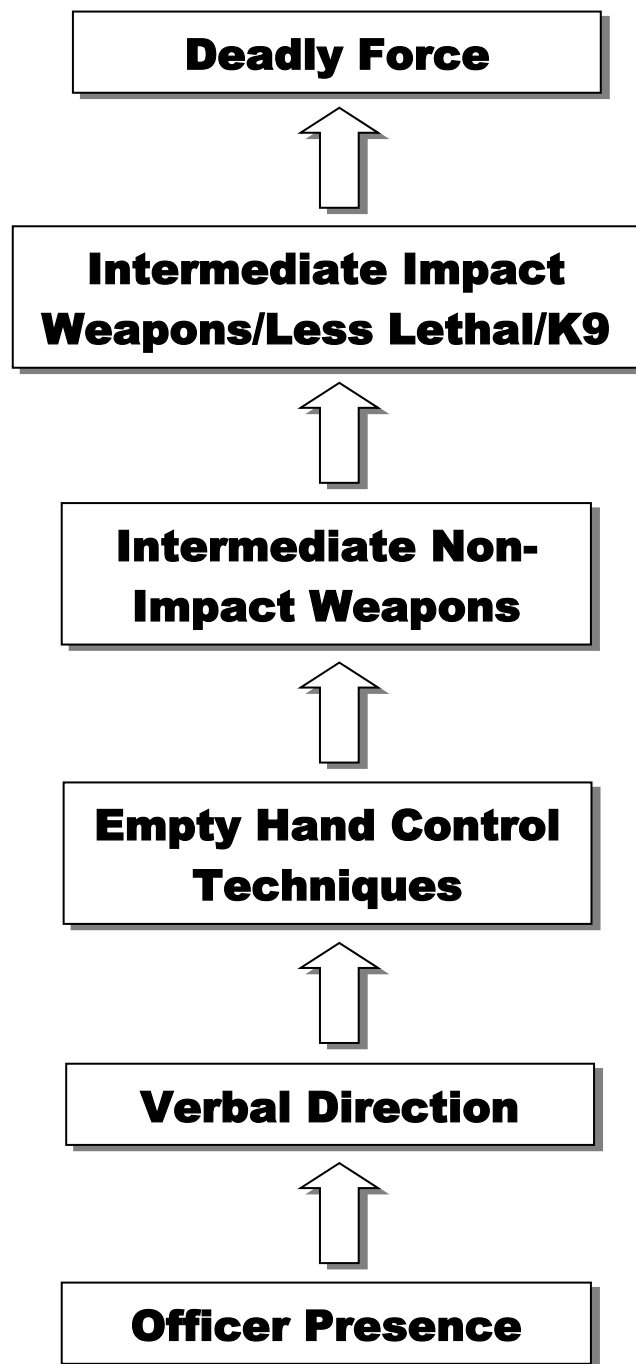 Deadly Force
Intermediate Impact
Weapons/Less Lethal/K9
Intermediate Non-
Impact Weapons
Empty Hand Control
Techniques
Verbal Direction
Officer Presence